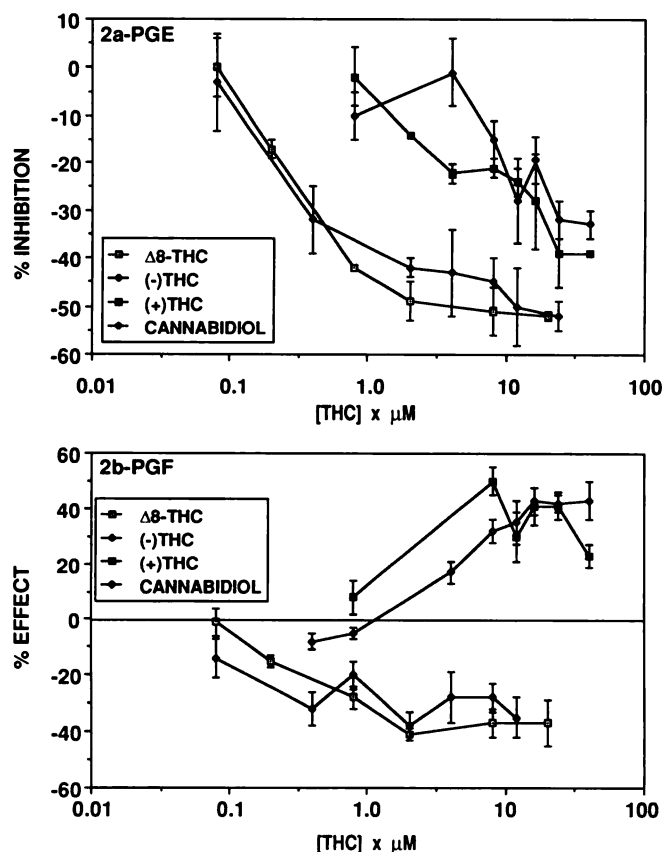 2a-PGE
10
0
-10
-20
-30
-40
-50
-60
% INHIBITION
Δ8-THC
(-)THC
(+)THC
CANNABIDIOL
0.01
0.1
1.0
10
100
[THC] x μM
2b-PGF
60
40
20
0
-20
-40
-60
% EFFECT
Δ8-THC
(-)THC
(+)THC
CANNABIDIOL
0.01
0.1
1.0
10
100
[THC] x μM